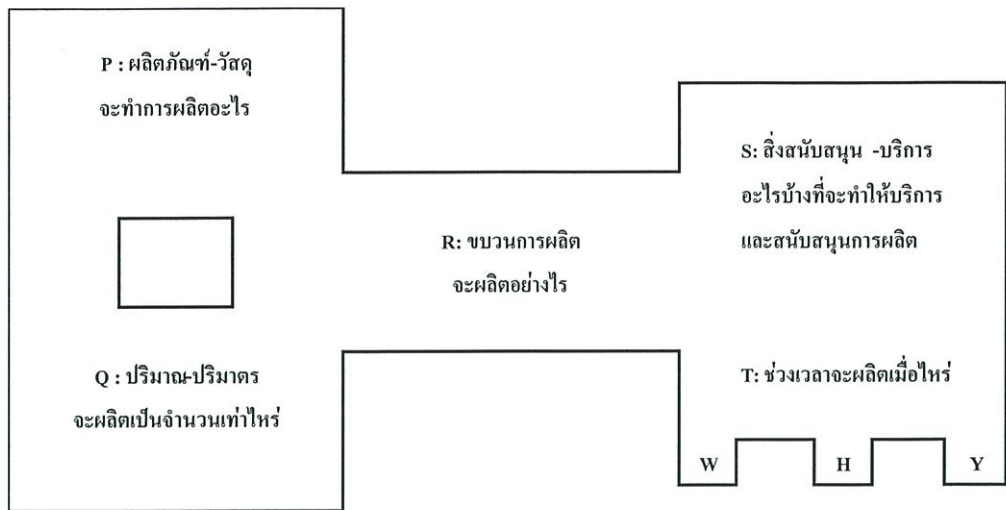 P : ผลิตภัณฑ์-วัสดุ
จะทำการผลิตอะไร
Q : ปริมาณ-ปริมาตร
จะผลิตเป็นจำนวนเท่าไหร่
R: ขบวนการผลิต
จะผลิตอย่างไร
S: สิ่งสนับสนุน -บริการ
อะไรบ้างที่จะทำให้บริการ
และสนับสนุนการผลิต
T: ช่วงเวลาจะผลิตเมื่อไหร่
W H Y